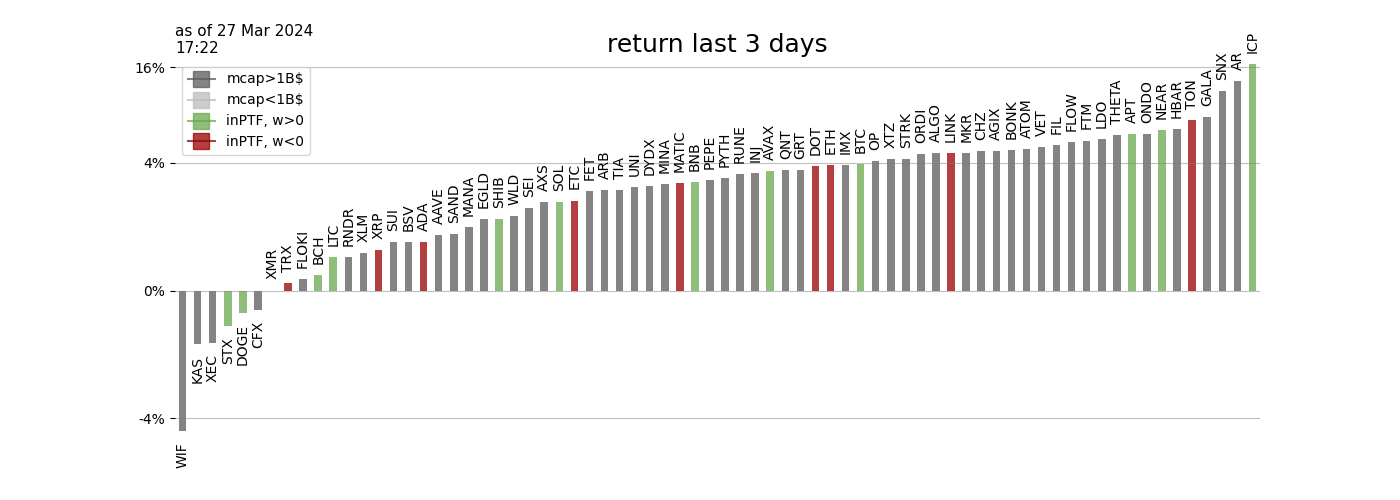 as of 27 Mar 2024
17:22
return last 3 days
16%
4%
0%
-4%
mcap>1B$
mcap<1B$
inPTF, w>0
inPTF, w<0
WIF
KAS
XEC
STX
DOGE
CFX
XMR
TRX
FLOKI
BCH
LTC
RNDR
XLM
XRP
SUI
BSV
ADA
AAVE
SAND
MANA
EGLD
SHIB
WLD
SEI
AXS
SOL
ETC
FET
ARB
TIA
UNI
DYDX
MINA
MATIC
BNB
PEPE
PYTH
RUNE
INJ
AVAX
QNT
GRT
DOT
ETH
IMX
BTC
OP
XTZ
STRK
ORDI
ALGO
LINK
MKR
CHZ
AGIX
BONK
ATOM
VET
FIL
FLOW
FTM
LDO
THETA
APT
ONDO
NEAR
HBAR
TON
GALA
SNX
AR
ICP